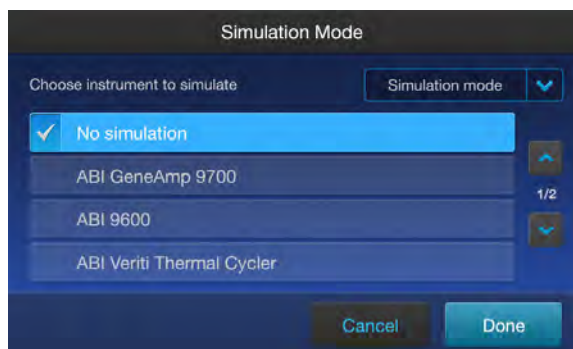 Simulation Mode
Choose instrument to simulate
Simulation mode
No simulation
ABI GeneAmp 9700
1/2
ABI 9600
ABI Veriti Thermal Cycler
Cancel
Done